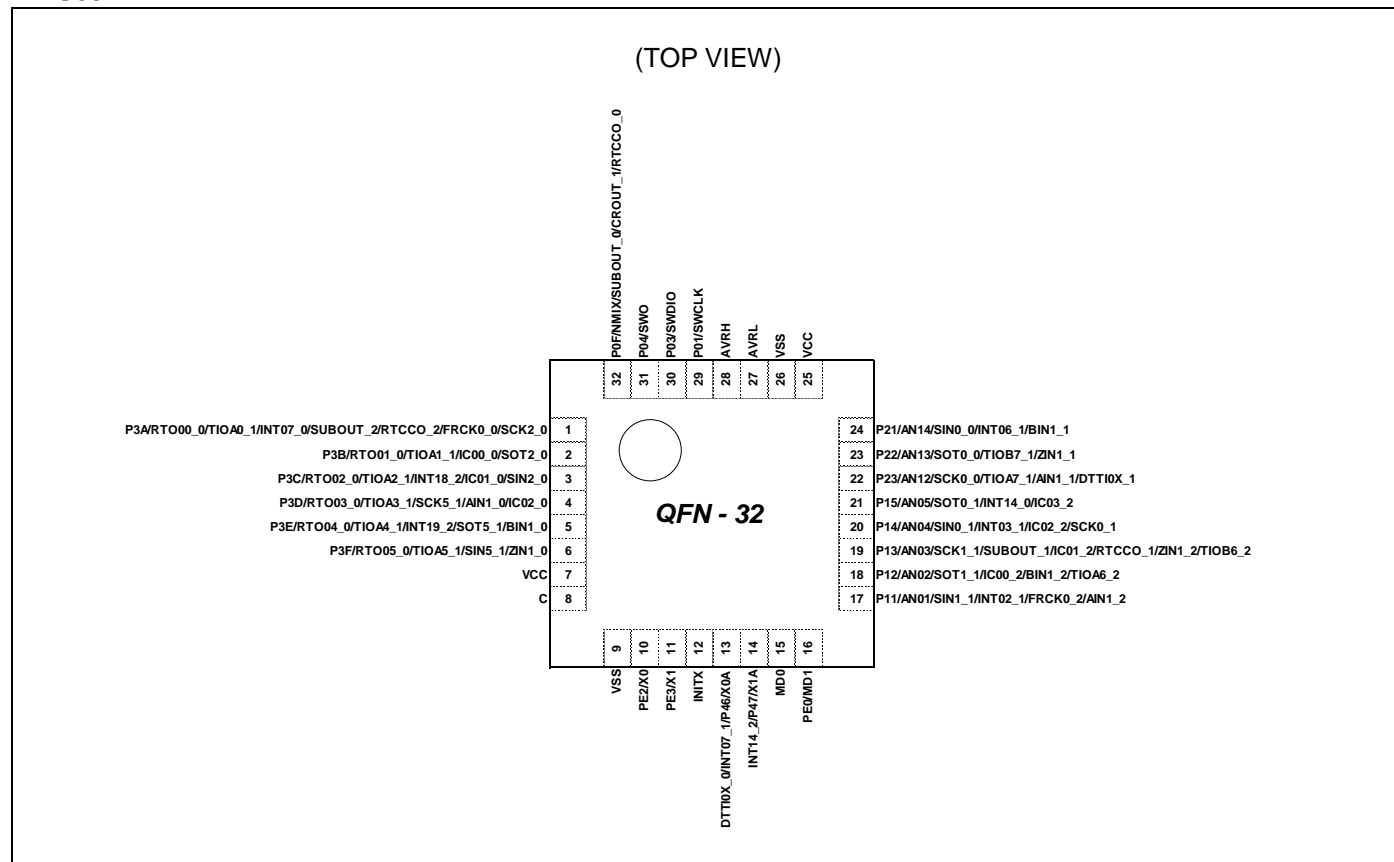 (TOP VIEW)
P0F/NMIX/SUBOUT_0/CROUT_1/RTCCO_0
P04/SWO
P03/SWDIO
P01/SWCLK
AVRH
AVRL
VSS
VCC
32 31 30 29 28 27 26 25
P3A/RTO00_0/TIOA0_1/INT07_0/SUBOUT_2/RTCCO_2/FRCK0_0/SCK2_0 1
P3B/RTO01_0/TIOA1_1/IC00_0/SOT2_0 2
P3C/RTO02_0/TIOA2_1/INT18_2/IC01_0/SIN2_0 3
P3D/RTO03_0/TIOA3_1/SCK5_1/AIN1_0/IC02_0 4
P3E/RTO04_0/TIOA4_1/INT19_2/SOT5_1/BIN1_0 5
P3F/RTO05_0/TIOA5_1/SIN5_1/ZIN1_0 6
VCC 7
C 8
QFN - 32
24 P21/AN14/SIN0_0/INT06_1/BIN1_1
23 P22/AN13/SOT0_0/TIOB7_1/ZIN1_1
22 P23/AN12/SCK0_0/TIOA7_1/AIN1_1/DTTI0X_1
21 P15/AN05/SOT0_1/INT14_0/IC03_2
20 P14/AN04/SIN0_1/INT03_1/IC02_2/SCK0_1
19 P13/AN03/SCK1_1/SUBOUT_1/IC01_2/RTCCO_1/ZIN1_2/TIOB6_2
18 P12/AN02/SOT1_1/IC00_2/BIN1_2/TIOA6_2
17 P11/AN01/SIN1_1/INT02_1/FRCK0_2/AIN1_2
9 10 11 12 13 14 15 16
VSS
PE2/X0
PE3/X1
INITX
DTTI0X_0/INT07_1/P46/X0A
INT14_2/P47/X1A
MD0
PE0/MD1